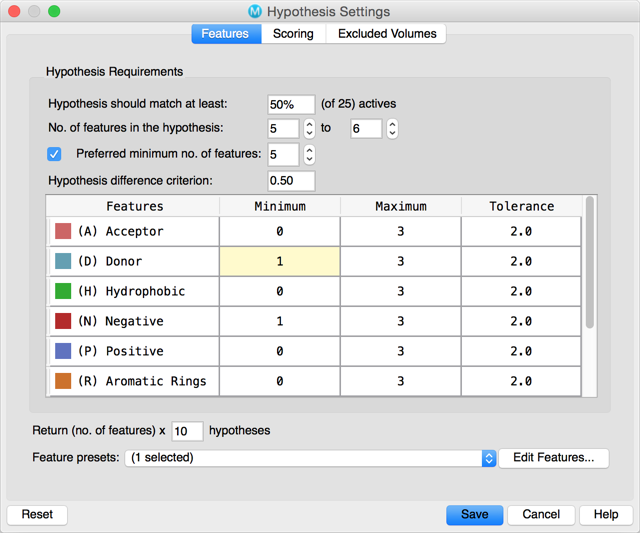 Hypothesis Settings
Features Scoring Excluded Volumes
Hypothesis Requirements
Hypothesis should match at least: 50% (of 25) actives
No. of features in the hypothesis: 5 to 6
Preferred minimum no. of features: 5
Hypothesis difference criterion: 0.50
Features Minimum Maximum Tolerance
(A) Acceptor 0 3 2.0
(D) Donor 1 3 2.0
(H) Hydrophobic 0 3 2.0
(N) Negative 1 3 2.0
(P) Positive 0 3 2.0
(R) Aromatic Rings 0 3 2.0
Return (no. of features) x 10 hypotheses
Feature presets: (1 selected) Edit Features...
Reset Save Cancel Help